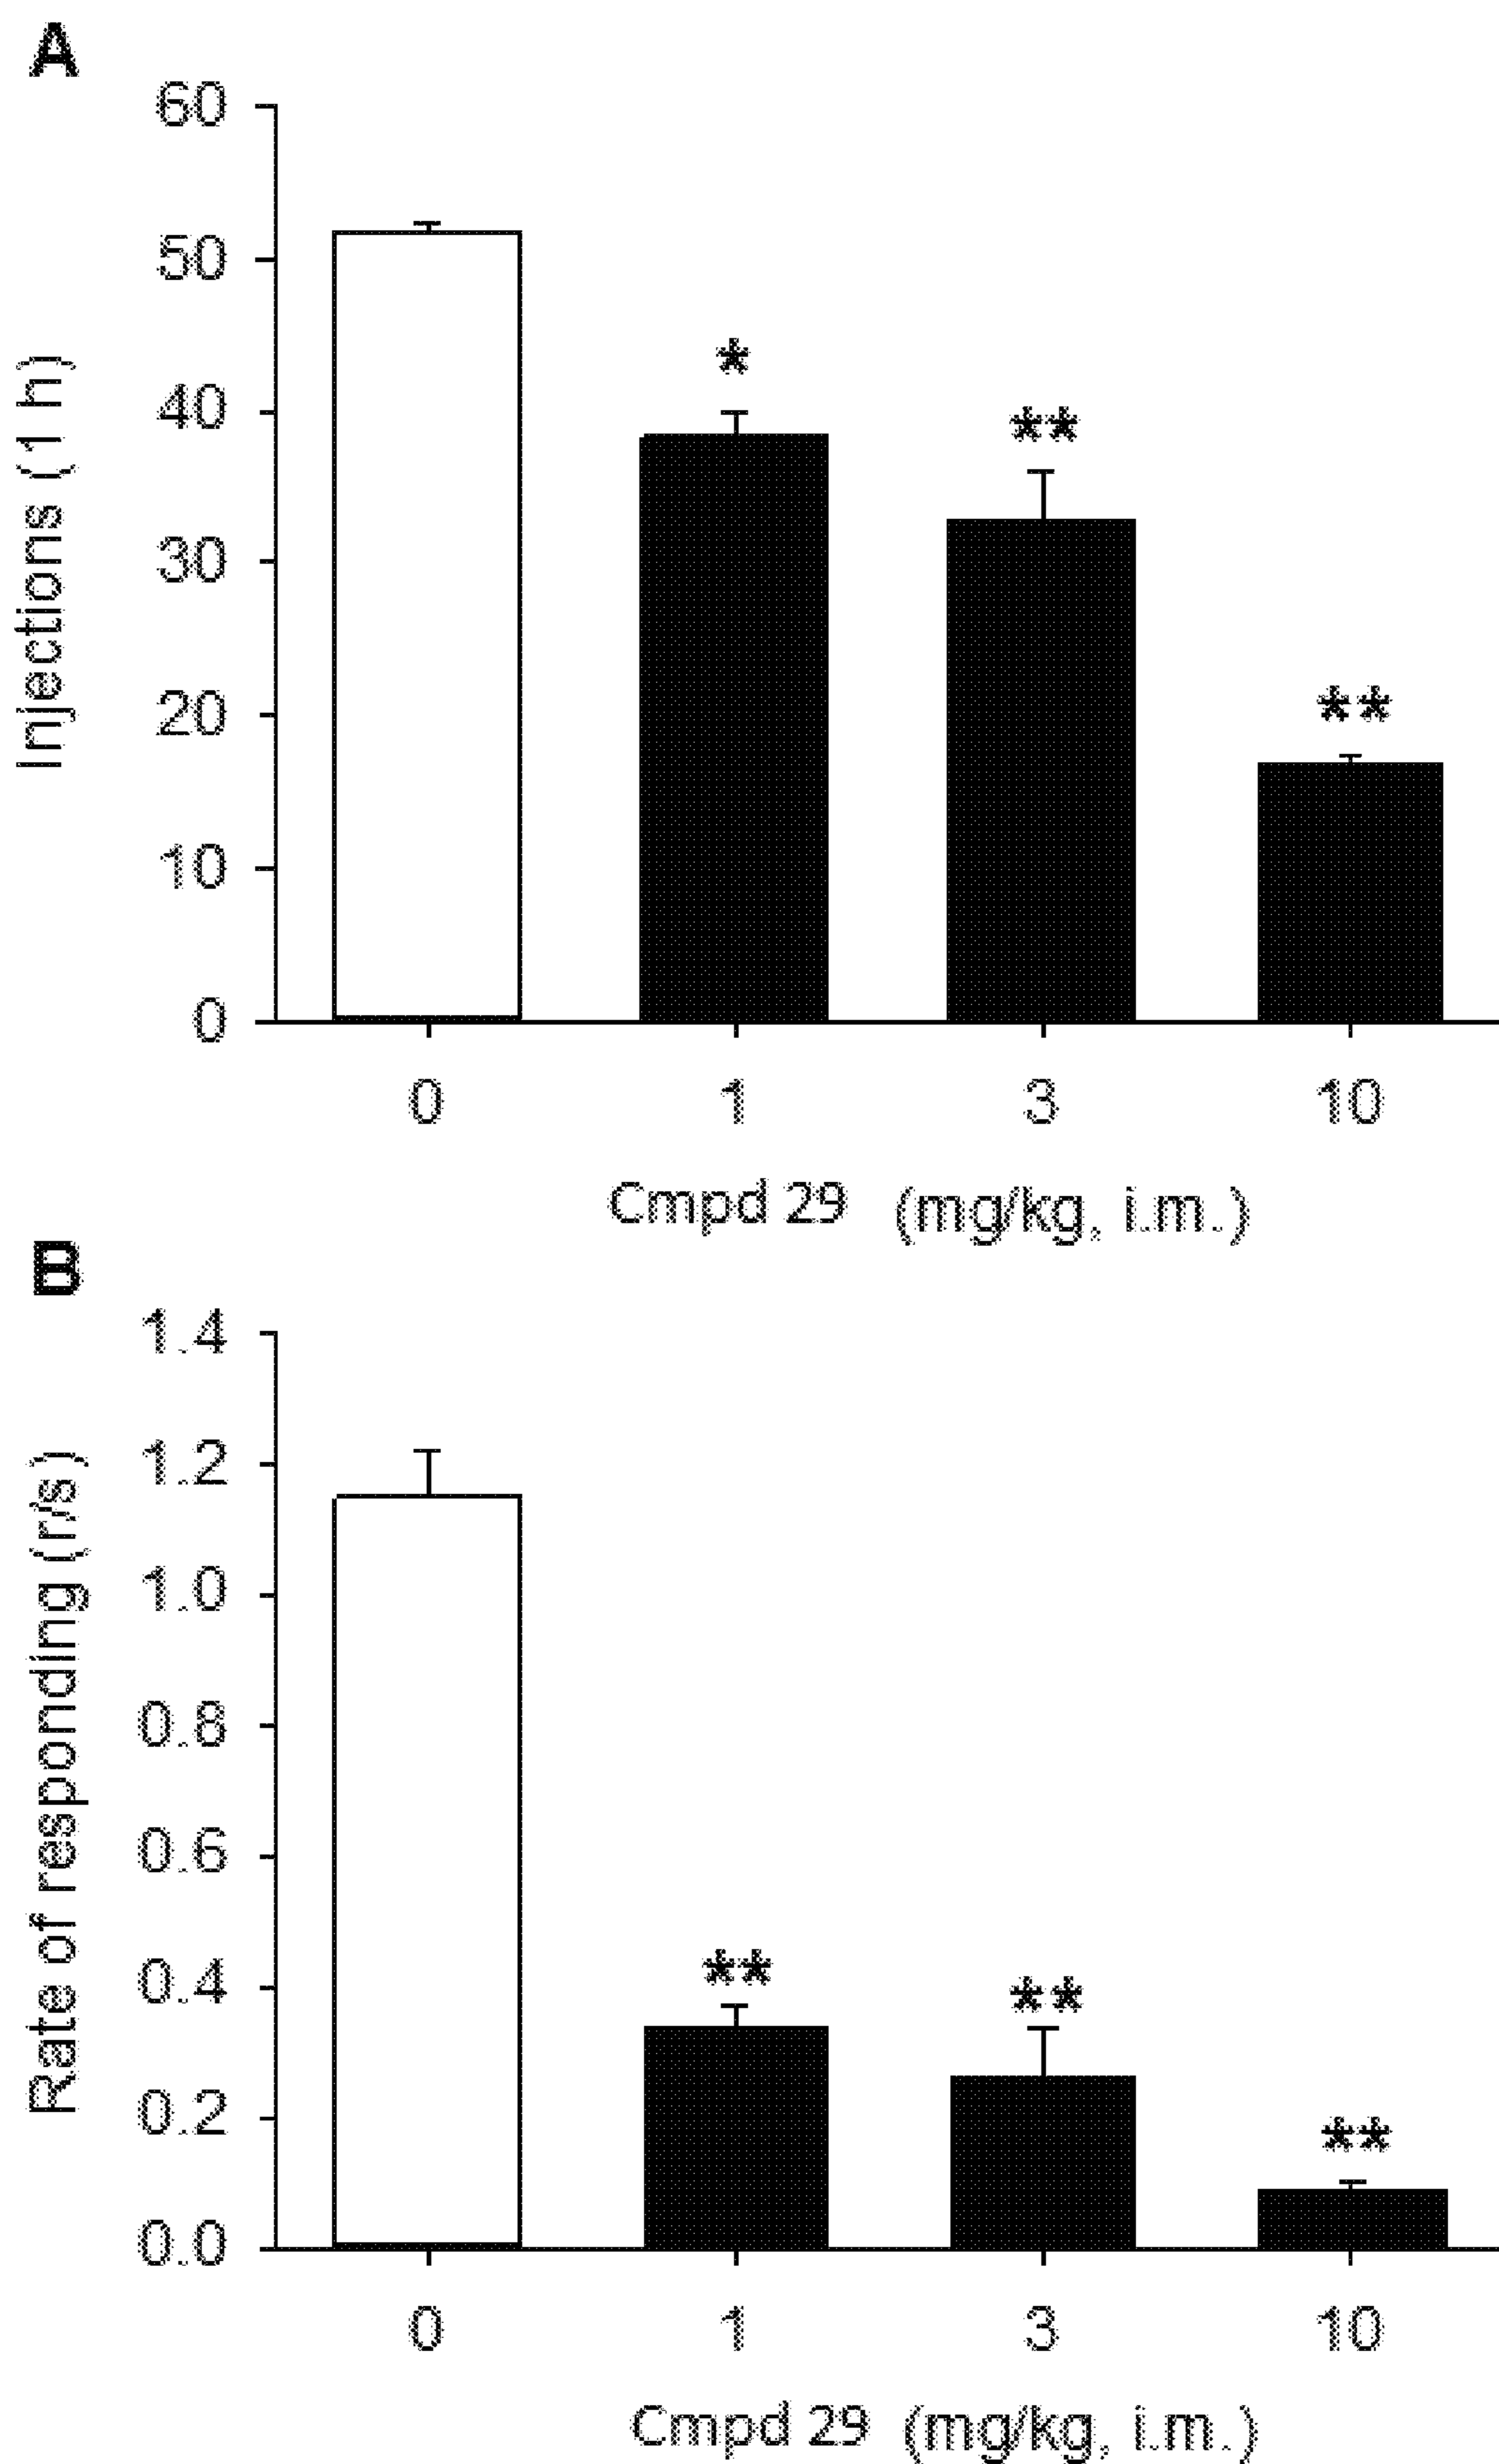 A
60
50
40
30
20
10
0
Injections (1 h)
*
**
**
0 1 3 10
Cmpd 29 (mg/kg, i.m.)
B
1.4
1.2
1.0
0.8
0.6
0.4
0.2
0.0
Rate of responding (r/s)
**
**
**
0 1 3 10
Cmpd 29 (mg/kg, i.m.)